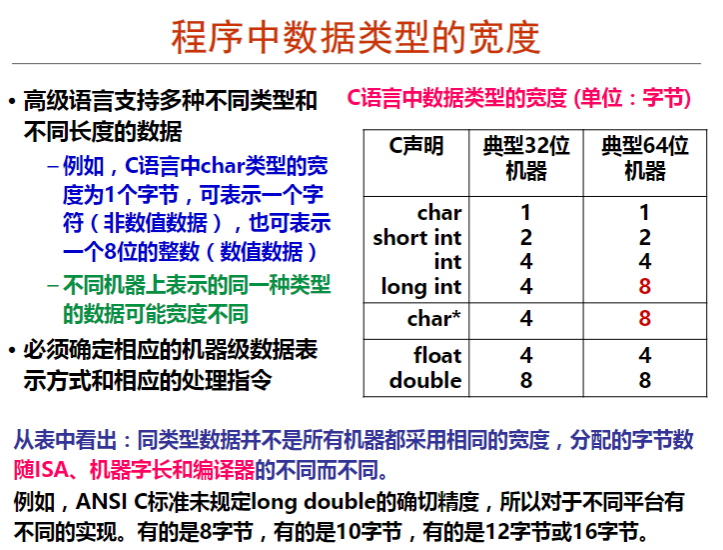 程序中数据类型的宽度
• 高级语言支持多种不同类型和
不同长度的数据
–例如，C语言中char类型的宽
度为1个字节，可表示一个字
符（非数值数据），也可表示
一个8位的整数（数值数据）
–不同机器上表示的同一种类型
的数据可能宽度不同
• 必须确定相应的机器级数据表
示方式和相应的处理指令
C语言中数据类型的宽度 (单位：字节)
C声明 典型32位 典型64位
机器 机器
char 1 1
short int 2 2
int 4 4
long int 4 8
char* 4 8
float 4 4
double 8 8
从表中看出：同类型数据并不是所有机器都采用相同的宽度，分配的字节数
随ISA、机器字长和编译器的不同而不同。
例如，ANSI C标准未规定long double的确切精度，所以对于不同平台有
不同的实现。有的是8字节，有的是10字节，有的是12字节或16字节。